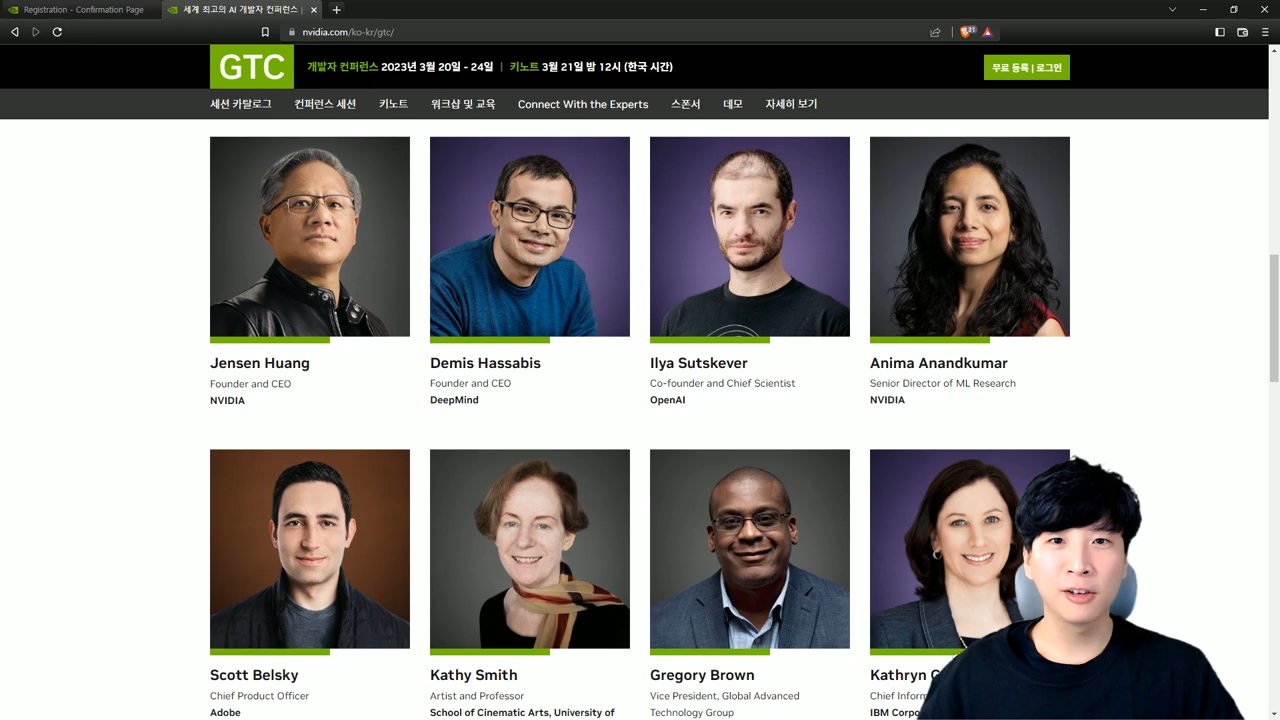 Registration - Confirmation Page
세계 최고의 AI 개발자 컨퍼런스 |
nvidia.com/ko-kr/gtc/
31
GTC
개발자 컨퍼런스 2023년 3월 20일 - 24일 | 키노트 3월 21일 밤 12시 (한국 시간)
무료 등록 | 로그인
세션 카탈로그 컨퍼런스 세션 키노트 워크샵 및 교육 Connect With the Experts 스폰서 데모 자세히 보기
Jensen Huang
Founder and CEO
NVIDIA
Demis Hassabis
Founder and CEO
DeepMind
Ilya Sutskever
Co-founder and Chief Scientist
OpenAI
Anima Anandkumar
Senior Director of ML Research
NVIDIA
Scott Belsky
Chief Product Officer
Adobe
Kathy Smith
Artist and Professor
School of Cinematic Arts, University of
Gregory Brown
Vice President, Global Advanced
Technology Group
Kathryn
Chief
IBM